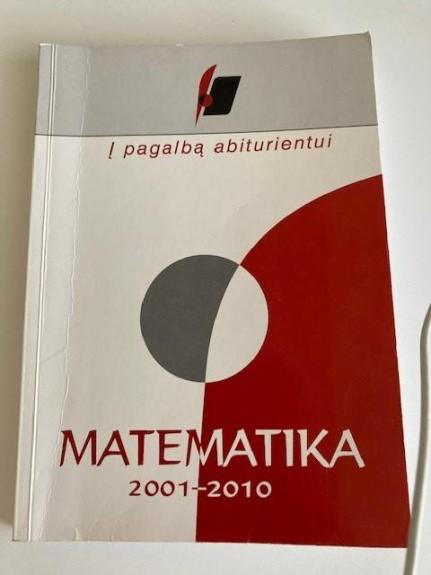 Į pagalbą abiturientui
MATEMATIKA
2001–2010